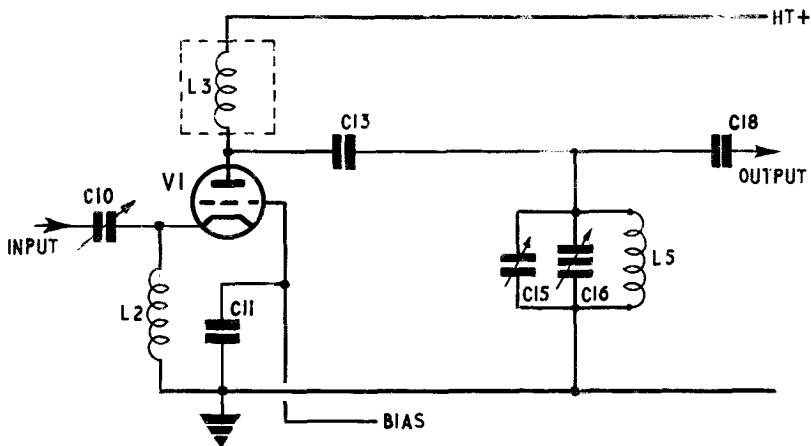 HT+
L3
C13
C18
V1
OUTPUT
C10
INPUT
L5
C15
C16
L2
C11
BIAS